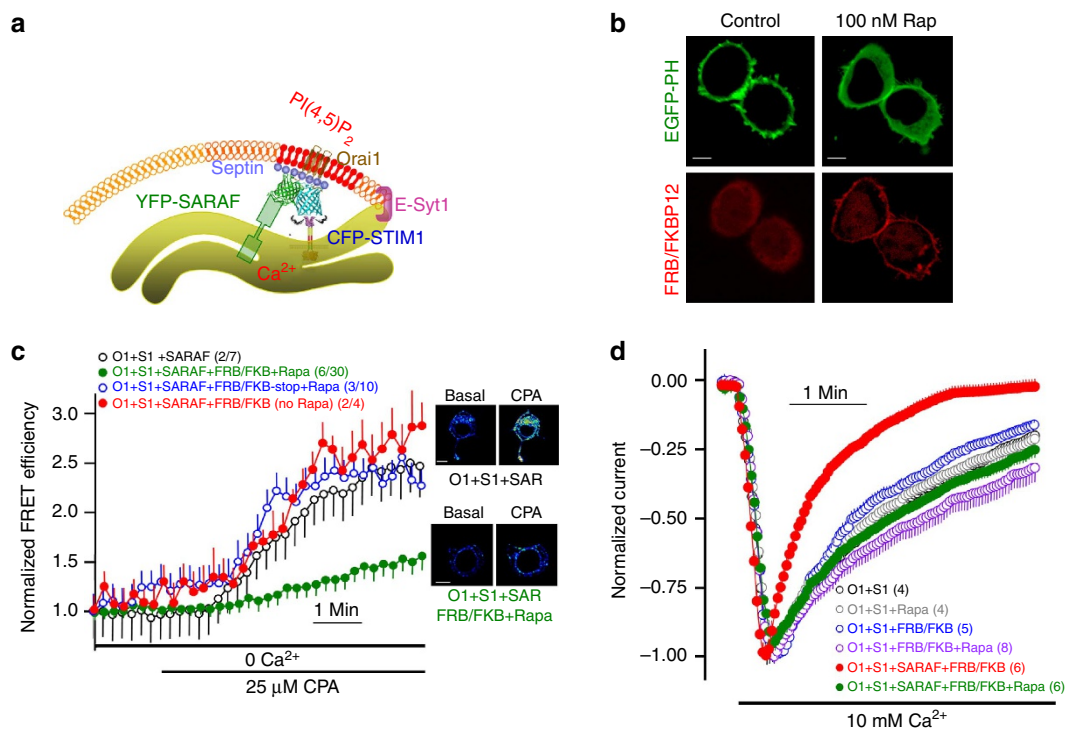 a
PI(4,5)P2
Orai1
Septin
YFP-SARAF
E-Syt1
CFP-STIM1
Ca2+
b
Control
100 nM Rap
EGFP-PH
FRB/FKBP12
c
O1+S1 +SARAF (2/7)
O1+S1+SARAF+FRB/FKB+Rapa (6/30)
O1+S1+SARAF+FRB/FKB-stop+Rapa (3/10)
O1+S1+SARAF+FRB/FKB (no Rapa) (2/4)
Normalized FRET efficiency
3.0
2.5
2.0
1.5
1.0
1 Min
0 Ca2+
25 μM CPA
Basal
CPA
O1+S1+SAR
Basal
CPA
O1+S1+SAR
FRB/FKB+Rapa
d
Normalized current
0.00
–0.25
–0.50
–0.75
–1.00
1 Min
O1+S1 (4)
O1+S1+Rapa (4)
O1+S1+FRB/FKB (5)
O1+S1+FRB/FKB+Rapa (8)
O1+S1+SARAF+FRB/FKB (6)
O1+S1+SARAF+FRB/FKB+Rapa (6)
10 mM Ca2+